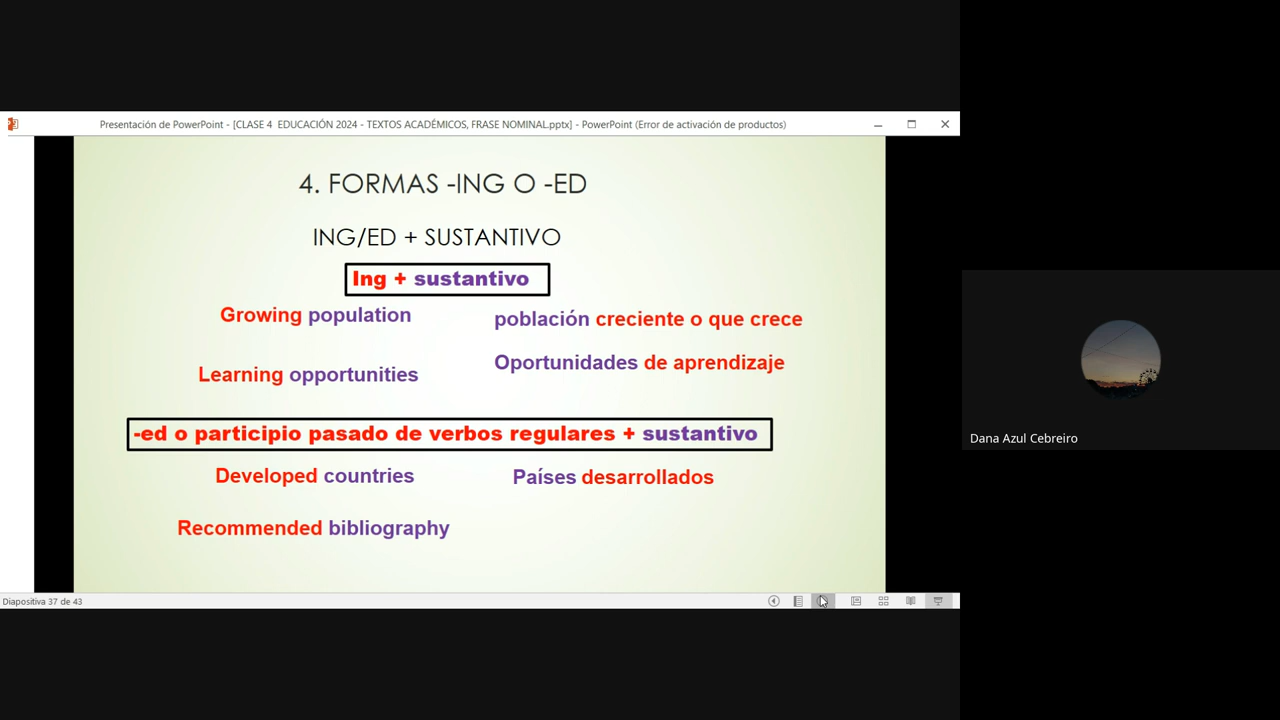 Presentación de PowerPoint - [CLASE 4 EDUCACIÓN 2024 - TEXTOS ACADÉMICOS, FRASE NOMINAL.pptx] - PowerPoint (Error de activación de productos)
4. FORMAS -ING O -ED
ING/ED + SUSTANTIVO
Ing + sustantivo
Growing population
población creciente o que crece
Learning opportunities
Oportunidades de aprendizaje
-ed o participio pasado de verbos regulares + sustantivo
Developed countries
Países desarrollados
Recommended bibliography
Diapositiva 37 de 43
Dana Azul Cebreiro